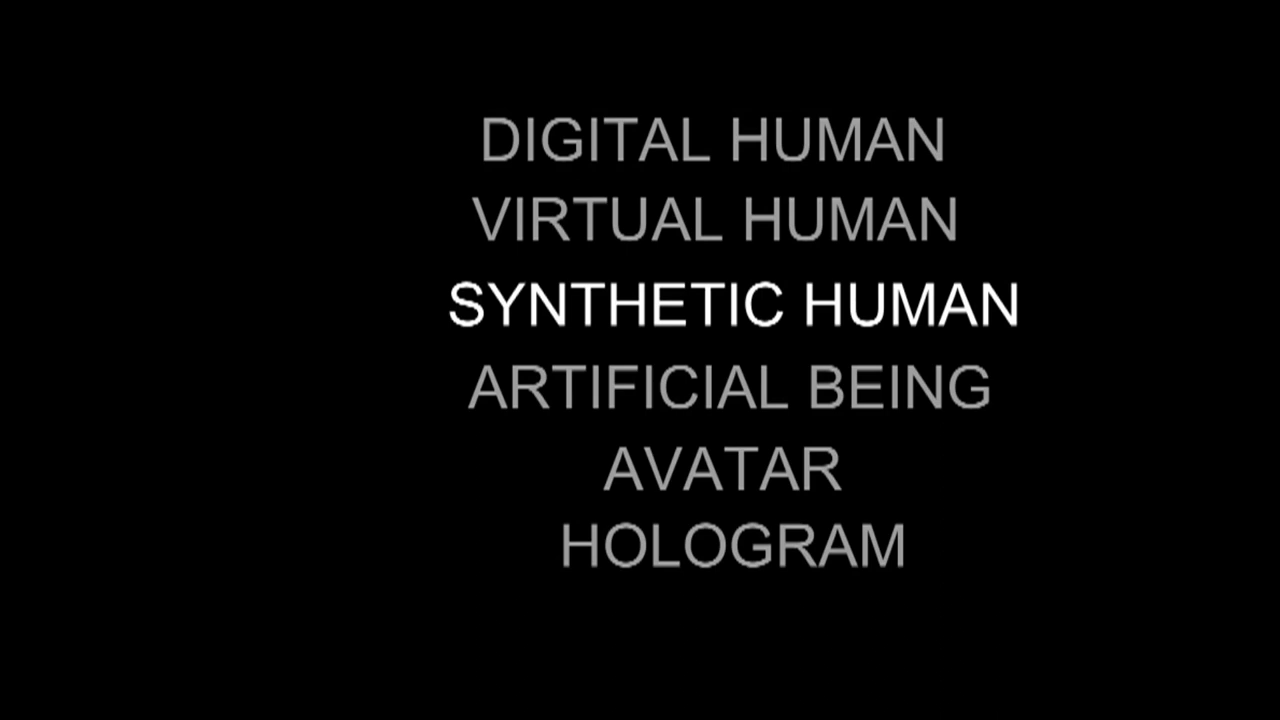 DIGITAL HUMAN
VIRTUAL HUMAN
SYNTHETIC HUMAN
ARTIFICIAL BEING
AVATAR
HOLOGRAM